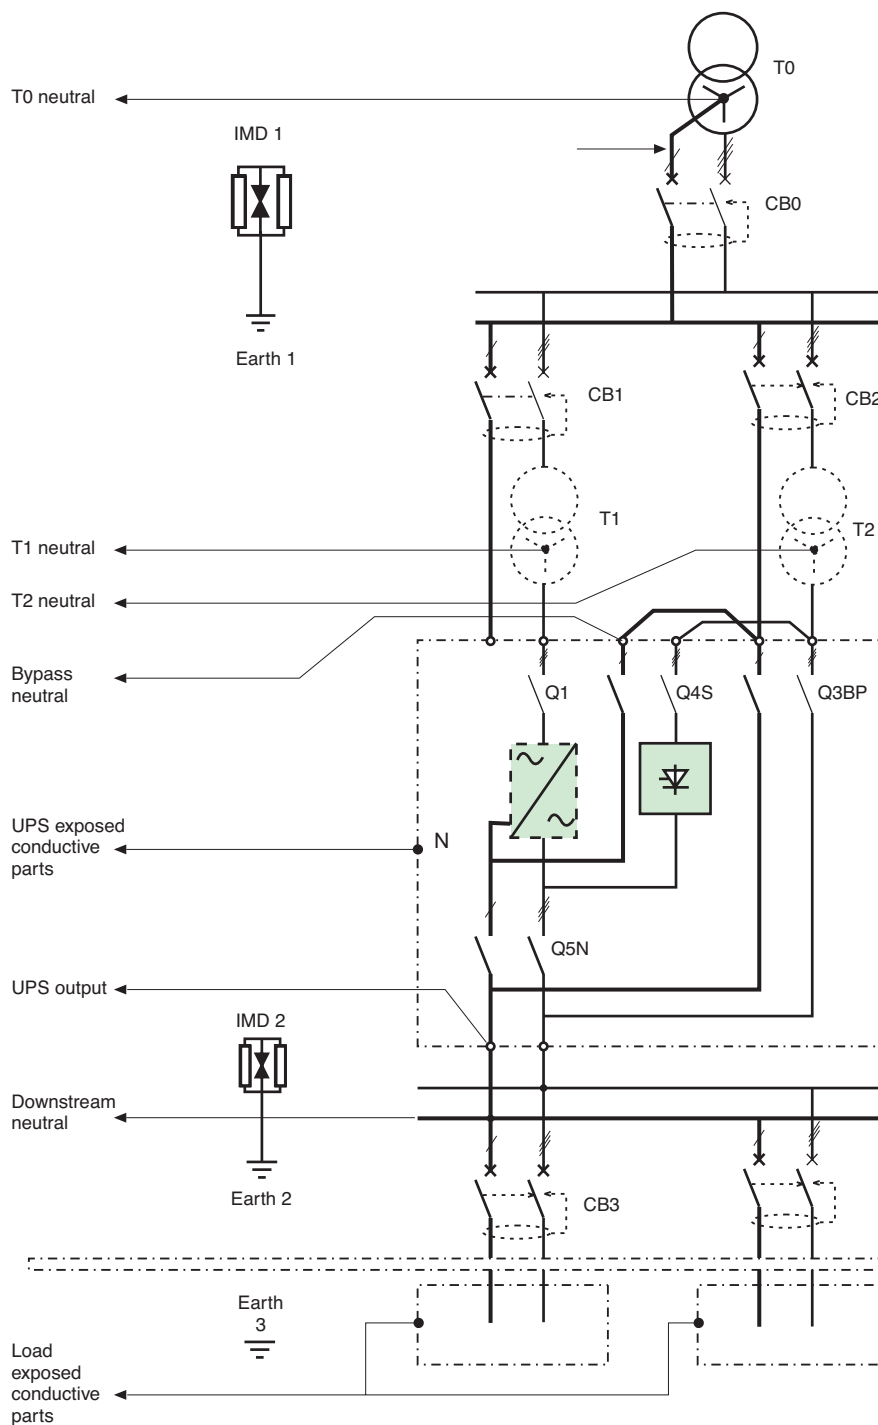 T0
T0 neutral
IMD 1
CB0
Earth 1
CB1
CB2
T1
T2
T1 neutral
T2 neutral
Bypass
neutral
Q1
Q4S
Q3BP
UPS exposed
conductive
parts
N
Q5N
UPS output
IMD 2
Downstream
neutral
Earth 2
CB3
Earth
3
Load
exposed
conductive
parts